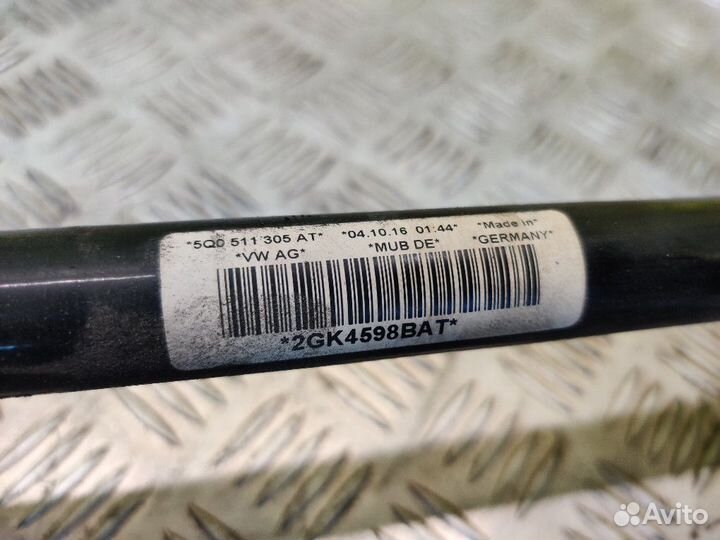 *5Q0 511 305 AT* *04.10.16 01:44* *Made in*
*VW AG* *MUB DE* *GERMANY*
*2GK4598BAT*
Avito